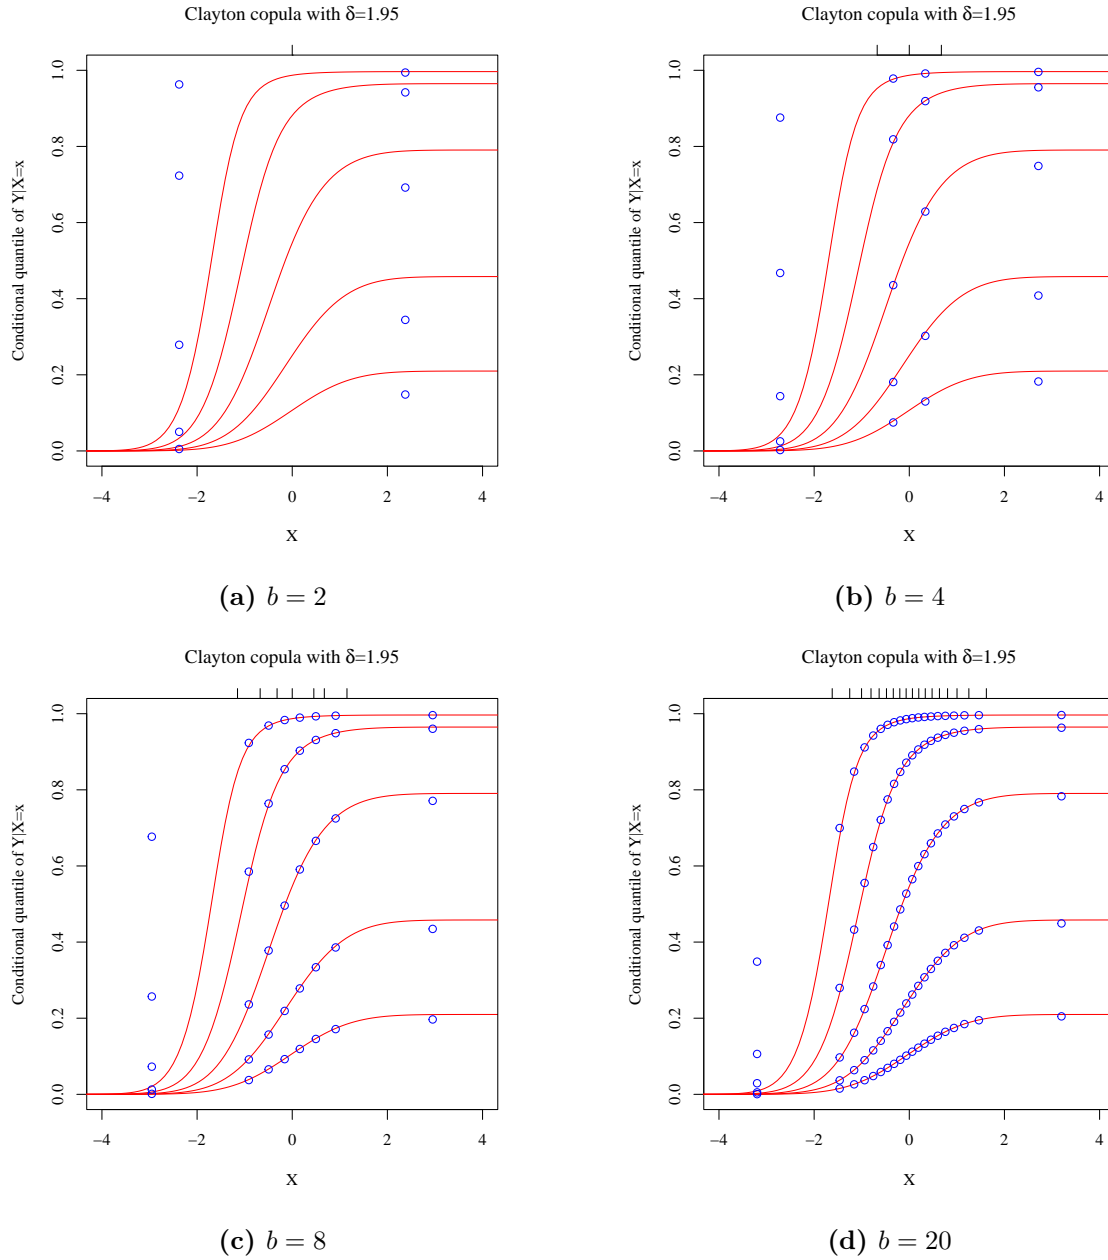 Clayton copula with δ=1.95
Conditional quantile of Y|X=x
1.0
0.8
0.6
0.4
0.2
0.0
−4 −2 0 2 4
X
(a) b = 2
Clayton copula with δ=1.95
Conditional quantile of Y|X=x
1.0
0.8
0.6
0.4
0.2
0.0
−4 −2 0 2 4
X
(b) b = 4
Clayton copula with δ=1.95
Conditional quantile of Y|X=x
1.0
0.8
0.6
0.4
0.2
0.0
−4 −2 0 2 4
X
(c) b = 8
Clayton copula with δ=1.95
Conditional quantile of Y|X=x
1.0
0.8
0.6
0.4
0.2
0.0
−4 −2 0 2 4
X
(d) b = 20